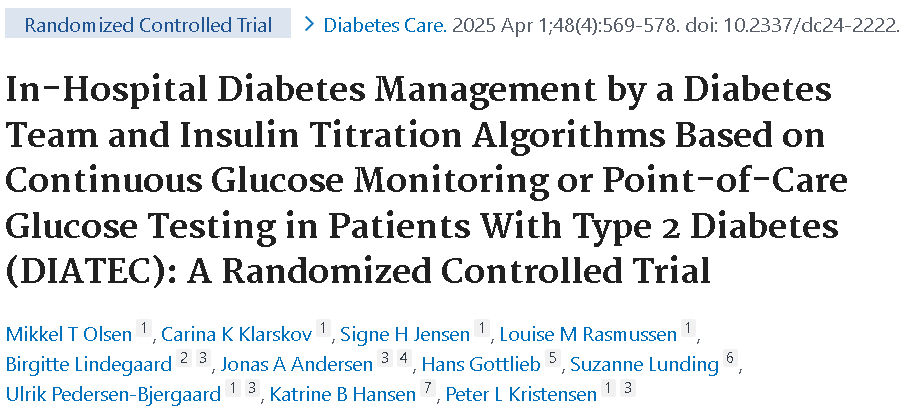 Randomized Controlled Trial > Diabetes Care. 2025 Apr 1;48(4):569-578. doi: 10.2337/dc24-2222.
In-Hospital Diabetes Management by a Diabetes
Team and Insulin Titration Algorithms Based on
Continuous Glucose Monitoring or Point-of-Care
Glucose Testing in Patients With Type 2 Diabetes
(DIATEC): A Randomized Controlled Trial
Mikkel T Olsen 1, Carina K Klarskov 1, Signe H Jensen 1, Louise M Rasmussen 1,
Birgitte Lindegaard 2 3, Jonas A Andersen 3 4, Hans Gottlieb 5, Suzanne Lunding 6,
Ulrik Pedersen-Bjergaard 1 3, Katrine B Hansen 7, Peter L Kristensen 1 3